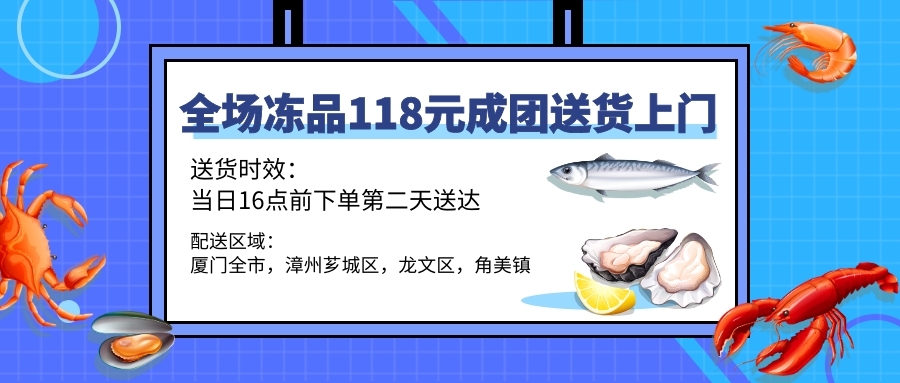 全场冻品118元成团送货上门
送货时效：
当日16点前下单第二天送达
配送区域：
厦门全市，漳州芗城区，龙文区，角美镇